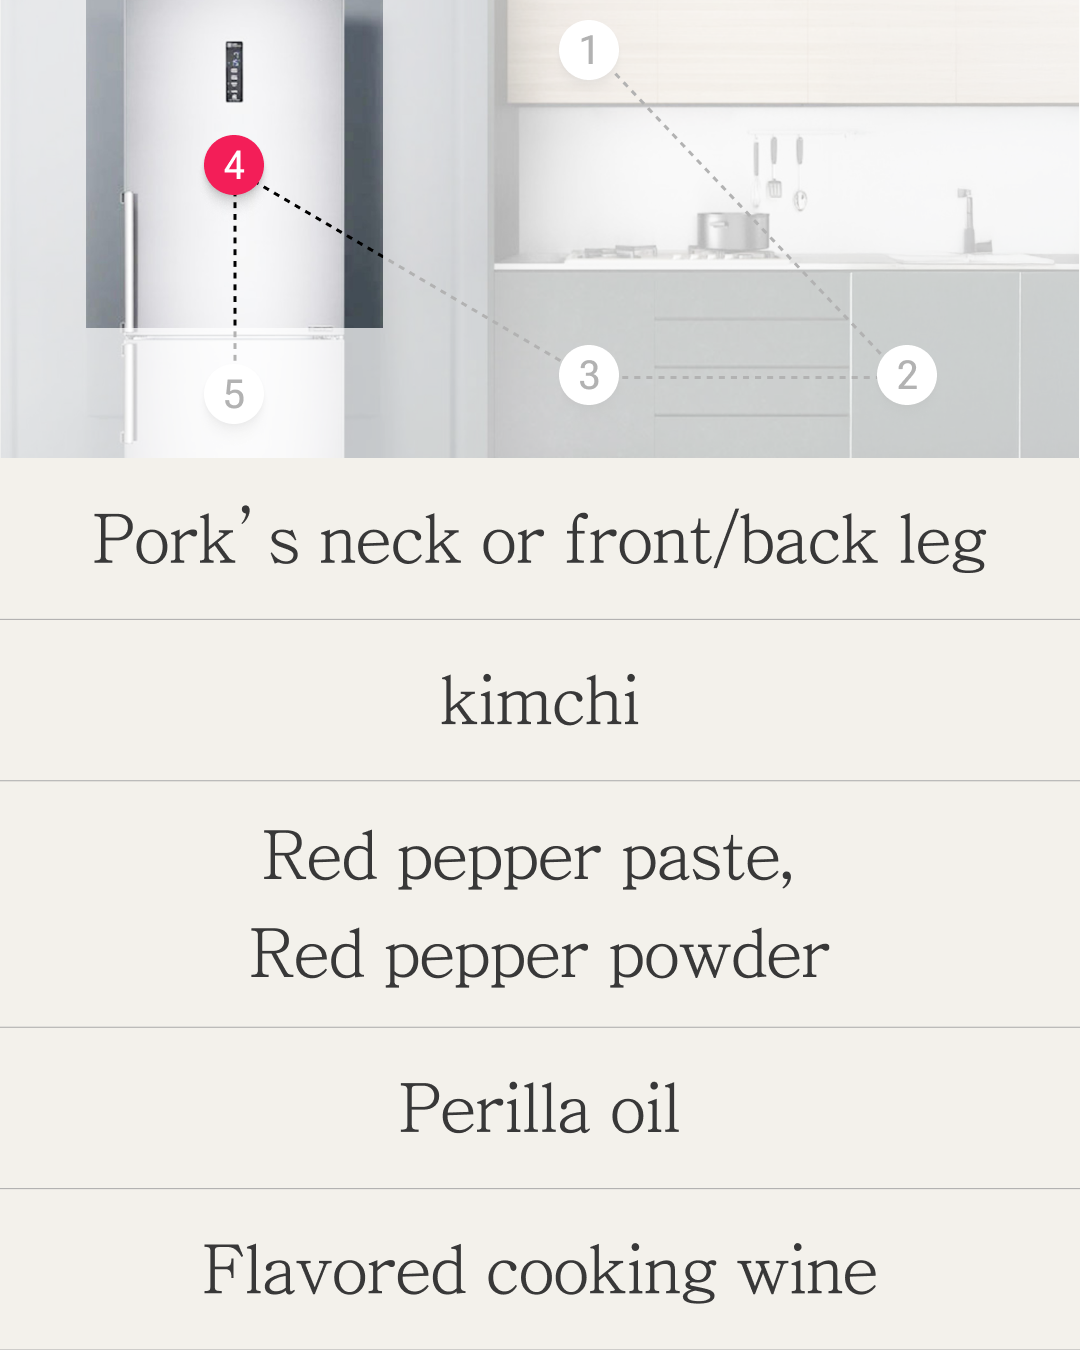 1
4
3
2
5
Pork’s neck or front/back leg
kimchi
Red pepper paste,
Red pepper powder
Perilla oil
Flavored cooking wine